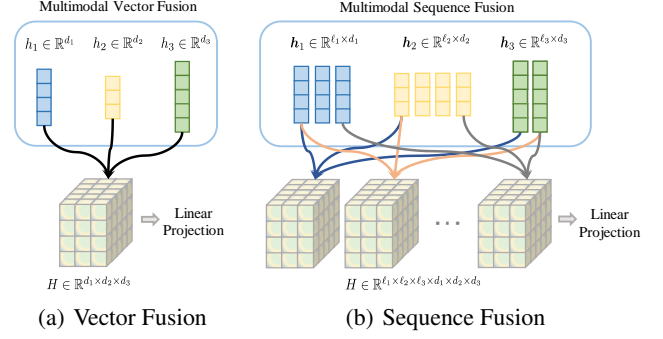 Multimodal Vector Fusion
h₁ ∈ ℝ^{d₁} h₂ ∈ ℝ^{d₂} h₃ ∈ ℝ^{d₃}
Linear
Projection
H ∈ ℝ^{d₁×d₂×d₃}
(a) Vector Fusion
Multimodal Sequence Fusion
h₁ ∈ ℝ^{ℓ₁×d₁} h₂ ∈ ℝ^{ℓ₂×d₂} h₃ ∈ ℝ^{ℓ₃×d₃}
...
Linear
Projection
H ∈ ℝ^{ℓ₁×ℓ₂×ℓ₃×d₁×d₂×d₃}
(b) Sequence Fusion